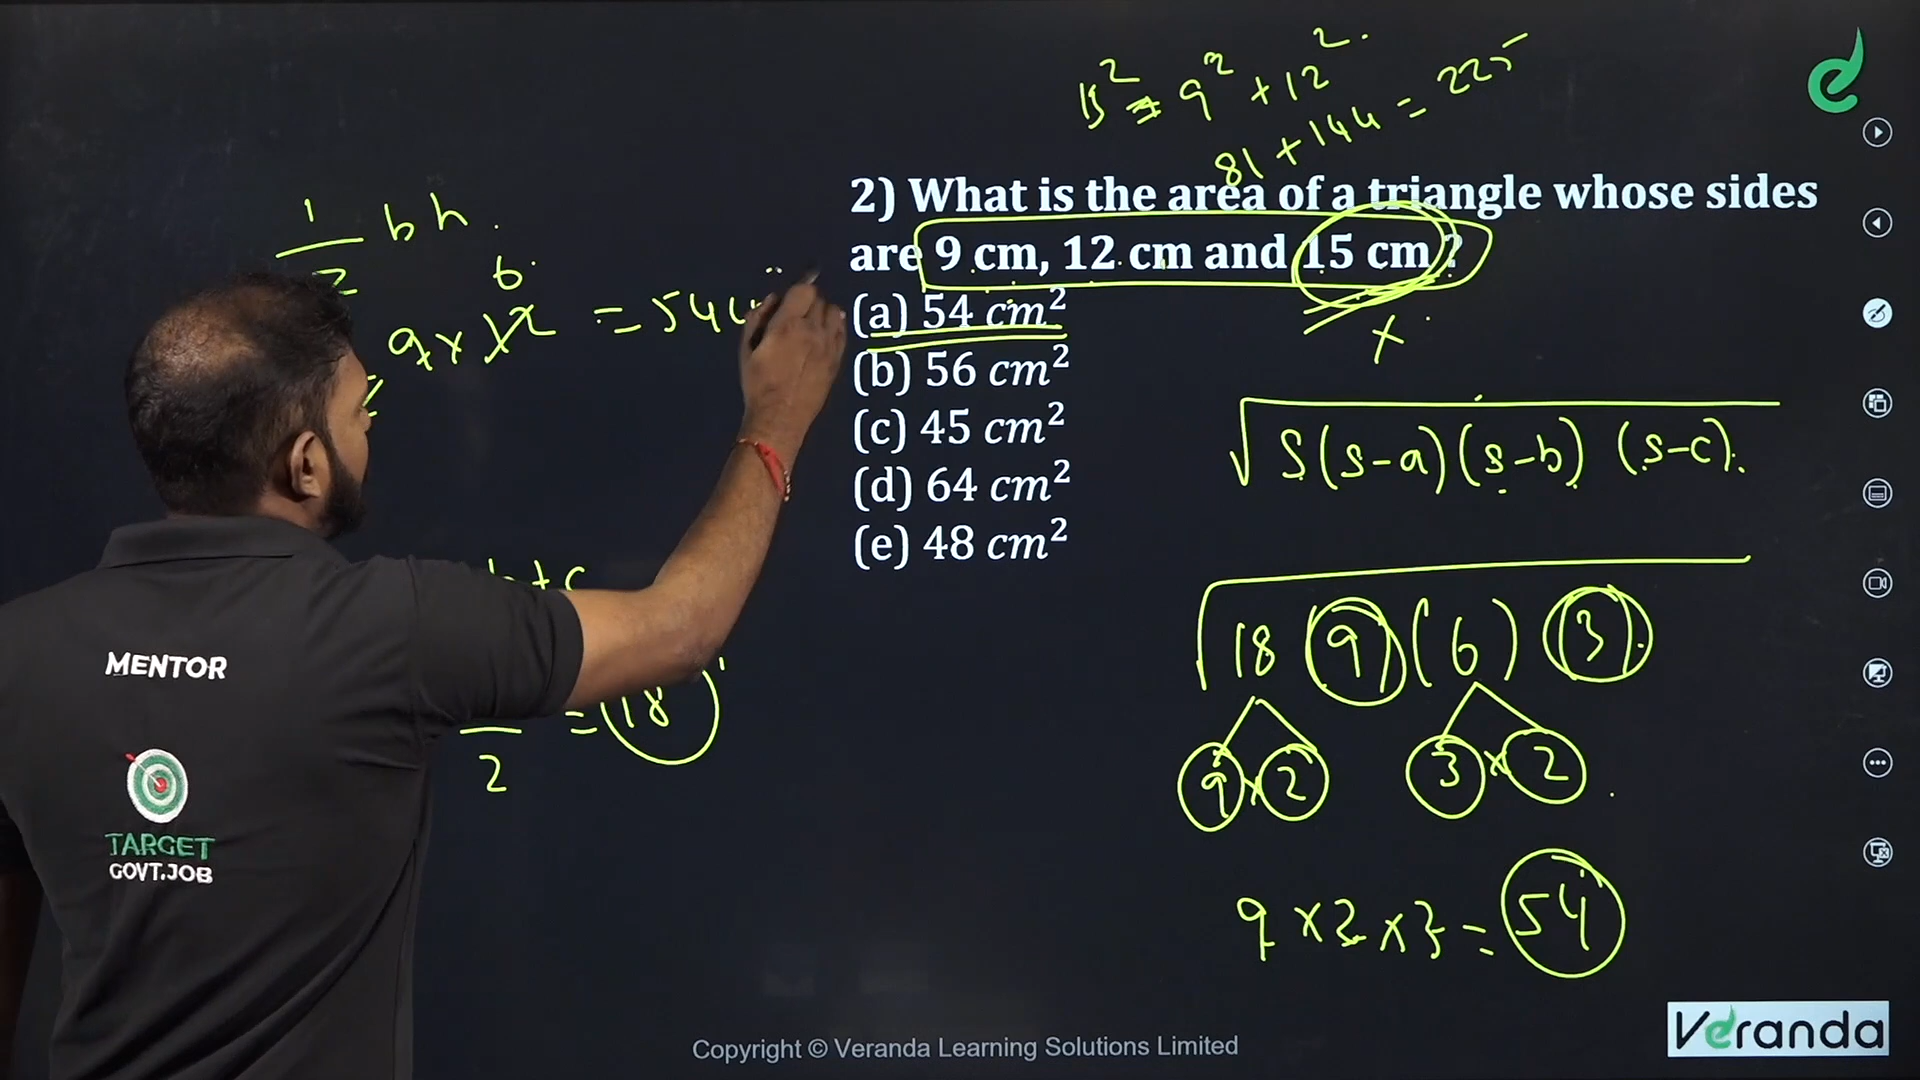 15² = 9² + 12²
81 + 144 = 225
2) What is the area of a triangle whose sides
are 9 cm, 12 cm and 15 cm ?
(a) 54 cm²
(b) 56 cm²
(c) 45 cm²
(d) 64 cm²
(e) 48 cm²
1/2 bh.
6
= 9 × 12 = 54
b + c
2 = 18
√S(s-a)(s-b)(s-c).
√18 (9) (6) (3)
9 × 2 3 × 2
9 × 2 × 3 = 54
MENTOR
TARGET
GOVT.JOB
Veranda
Copyright © Veranda Learning Solutions Limited